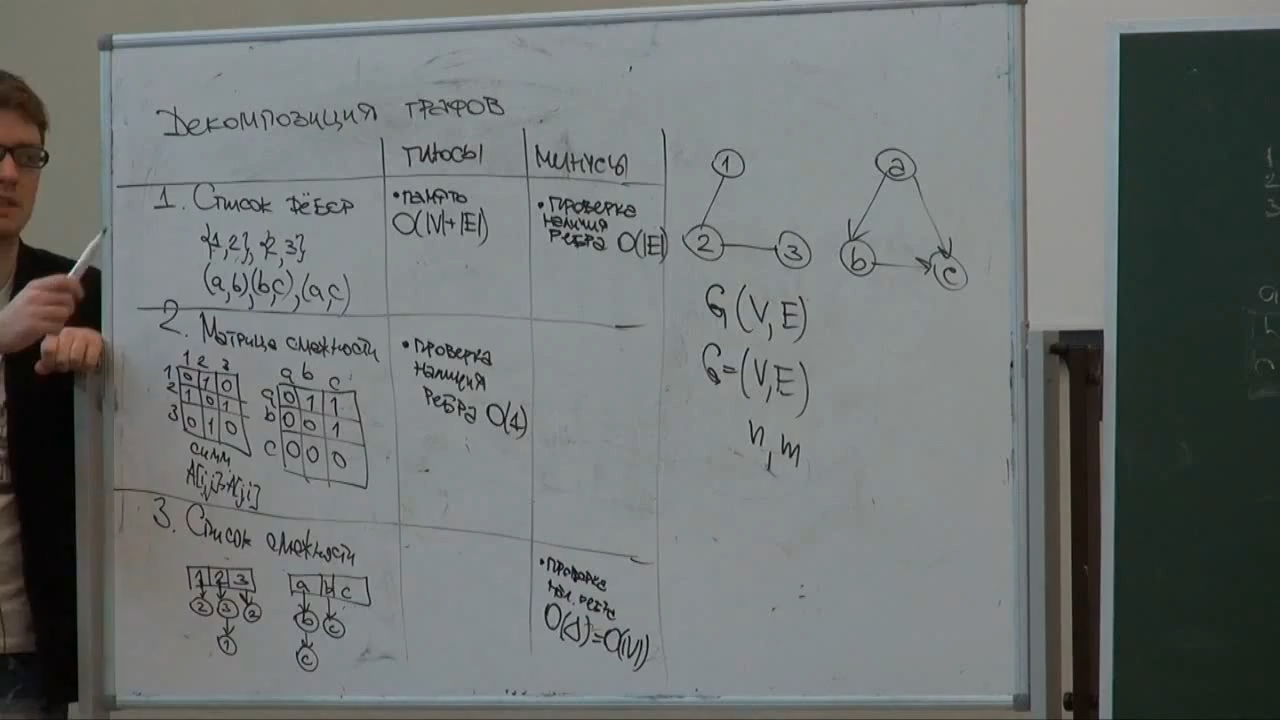 Декомпозиция графов
плюсы
минусы
1. Список рёбер
{1,2},{2,3}
(a,b)(b,c),(a,c)
• память
O(|V|+|E|)
• проверка
наличия
ребра O(|E|)
2. Матрица смежности
1 2 3
1 0 1 0
2 1 0 1
3 0 1 0
симм.
A[i,j]=A[j,i]
a b c
a 0 1 1
b 0 0 1
c 0 0 0
• проверка
наличия
ребра O(1)
3. Список смежности
1 2 3
2 3 2
1
a b c
b c
c
• проверка
нал. ребра
=O(|V|)
1
2
3
a
b
c
G(V,E)
G=(V,E)
n, m